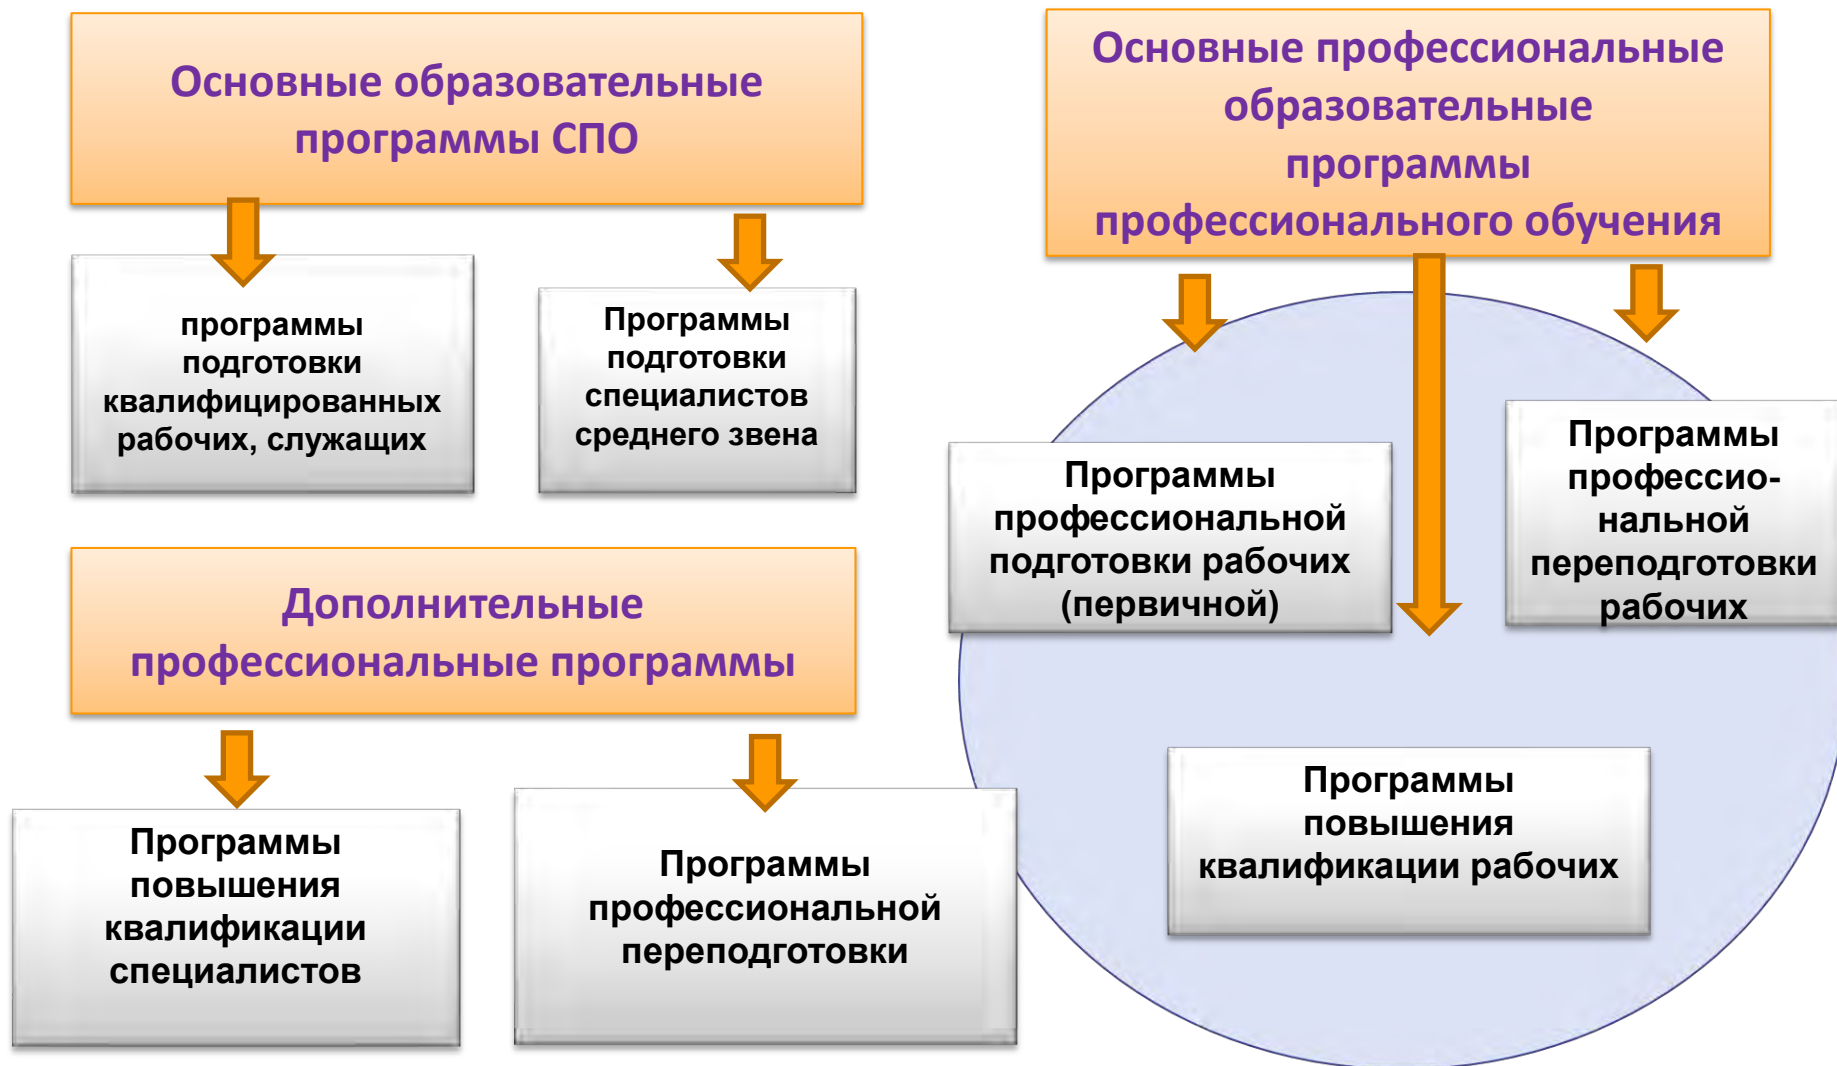 Основные образовательные
программы СПО
программы
подготовки
квалифицированных
рабочих, служащих
Программы
подготовки
специалистов
среднего звена
Дополнительные
профессиональные программы
Программы
повышения
квалификации
специалистов
Программы
профессиональной
переподготовки
Основные профессиональные
образовательные
программы
профессионального обучения
Программы
профессиональной
подготовки рабочих
(первичной)
Программы
профессио-
нальной
переподготовки
рабочих
Программы
повышения
квалификации рабочих